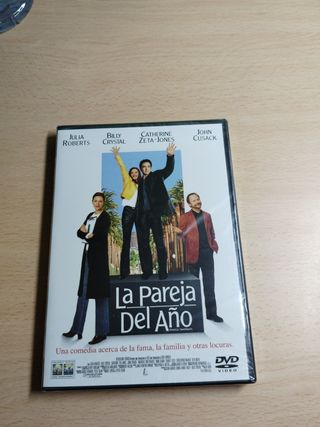 JULIA BILLY CATHERINE JOHN
ROBERTS CRYSTAL ZETA-JONES CUSACK
LA PAREJA
DEL AÑO
Una comedia acerca de la fama, la familia y otras locuras.
DVD
VIDEO